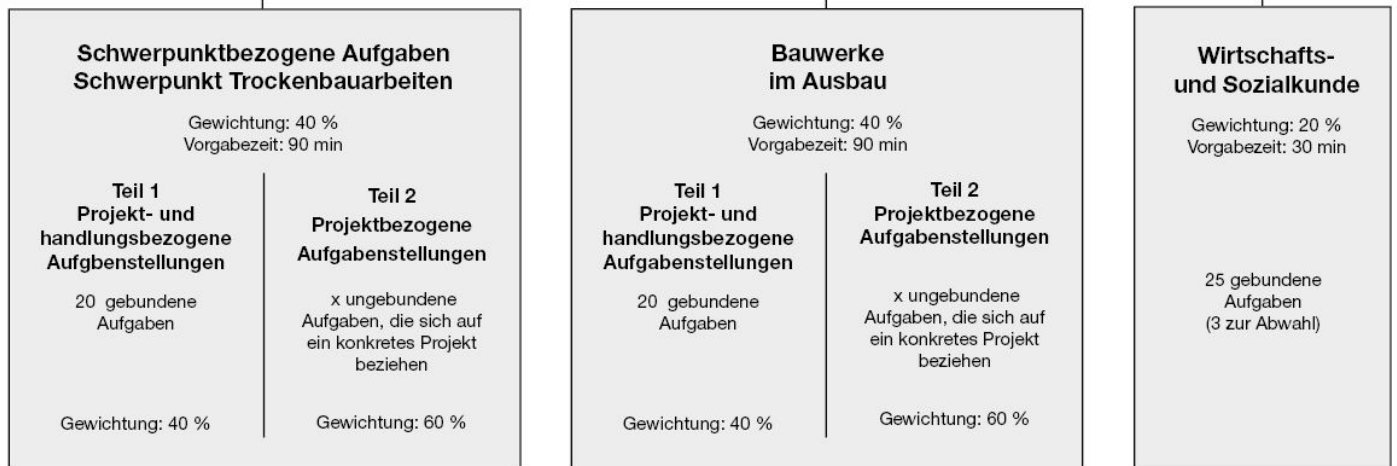 Schwerpunktbezogene Aufgaben
Schwerpunkt Trockenbauarbeiten
Gewichtung: 40 %
Vorgabezeit: 90 min
Teil 1
Projekt- und
handlungsbezogene
Aufgbenstellungen
20 gebundene
Aufgaben
Gewichtung: 40 %
Teil 2
Projektbezogene
Aufgabenstellungen
x ungebundene
Aufgaben, die sich auf
ein konkretes Projekt
beziehen
Gewichtung: 60 %
Bauwerke
im Ausbau
Gewichtung: 40 %
Vorgabezeit: 90 min
Teil 1
Projekt- und
handlungsbezogene
Aufgabenstellungen
20 gebundene
Aufgaben
Gewichtung: 40 %
Teil 2
Projektbezogene
Aufgabenstellungen
x ungebundene
Aufgaben, die sich auf
ein konkretes Projekt
beziehen
Gewichtung: 60 %
Wirtschafts-
und Sozialkunde
Gewichtung: 20 %
Vorgabezeit: 30 min
25 gebundene
Aufgaben
(3 zur Abwahl)